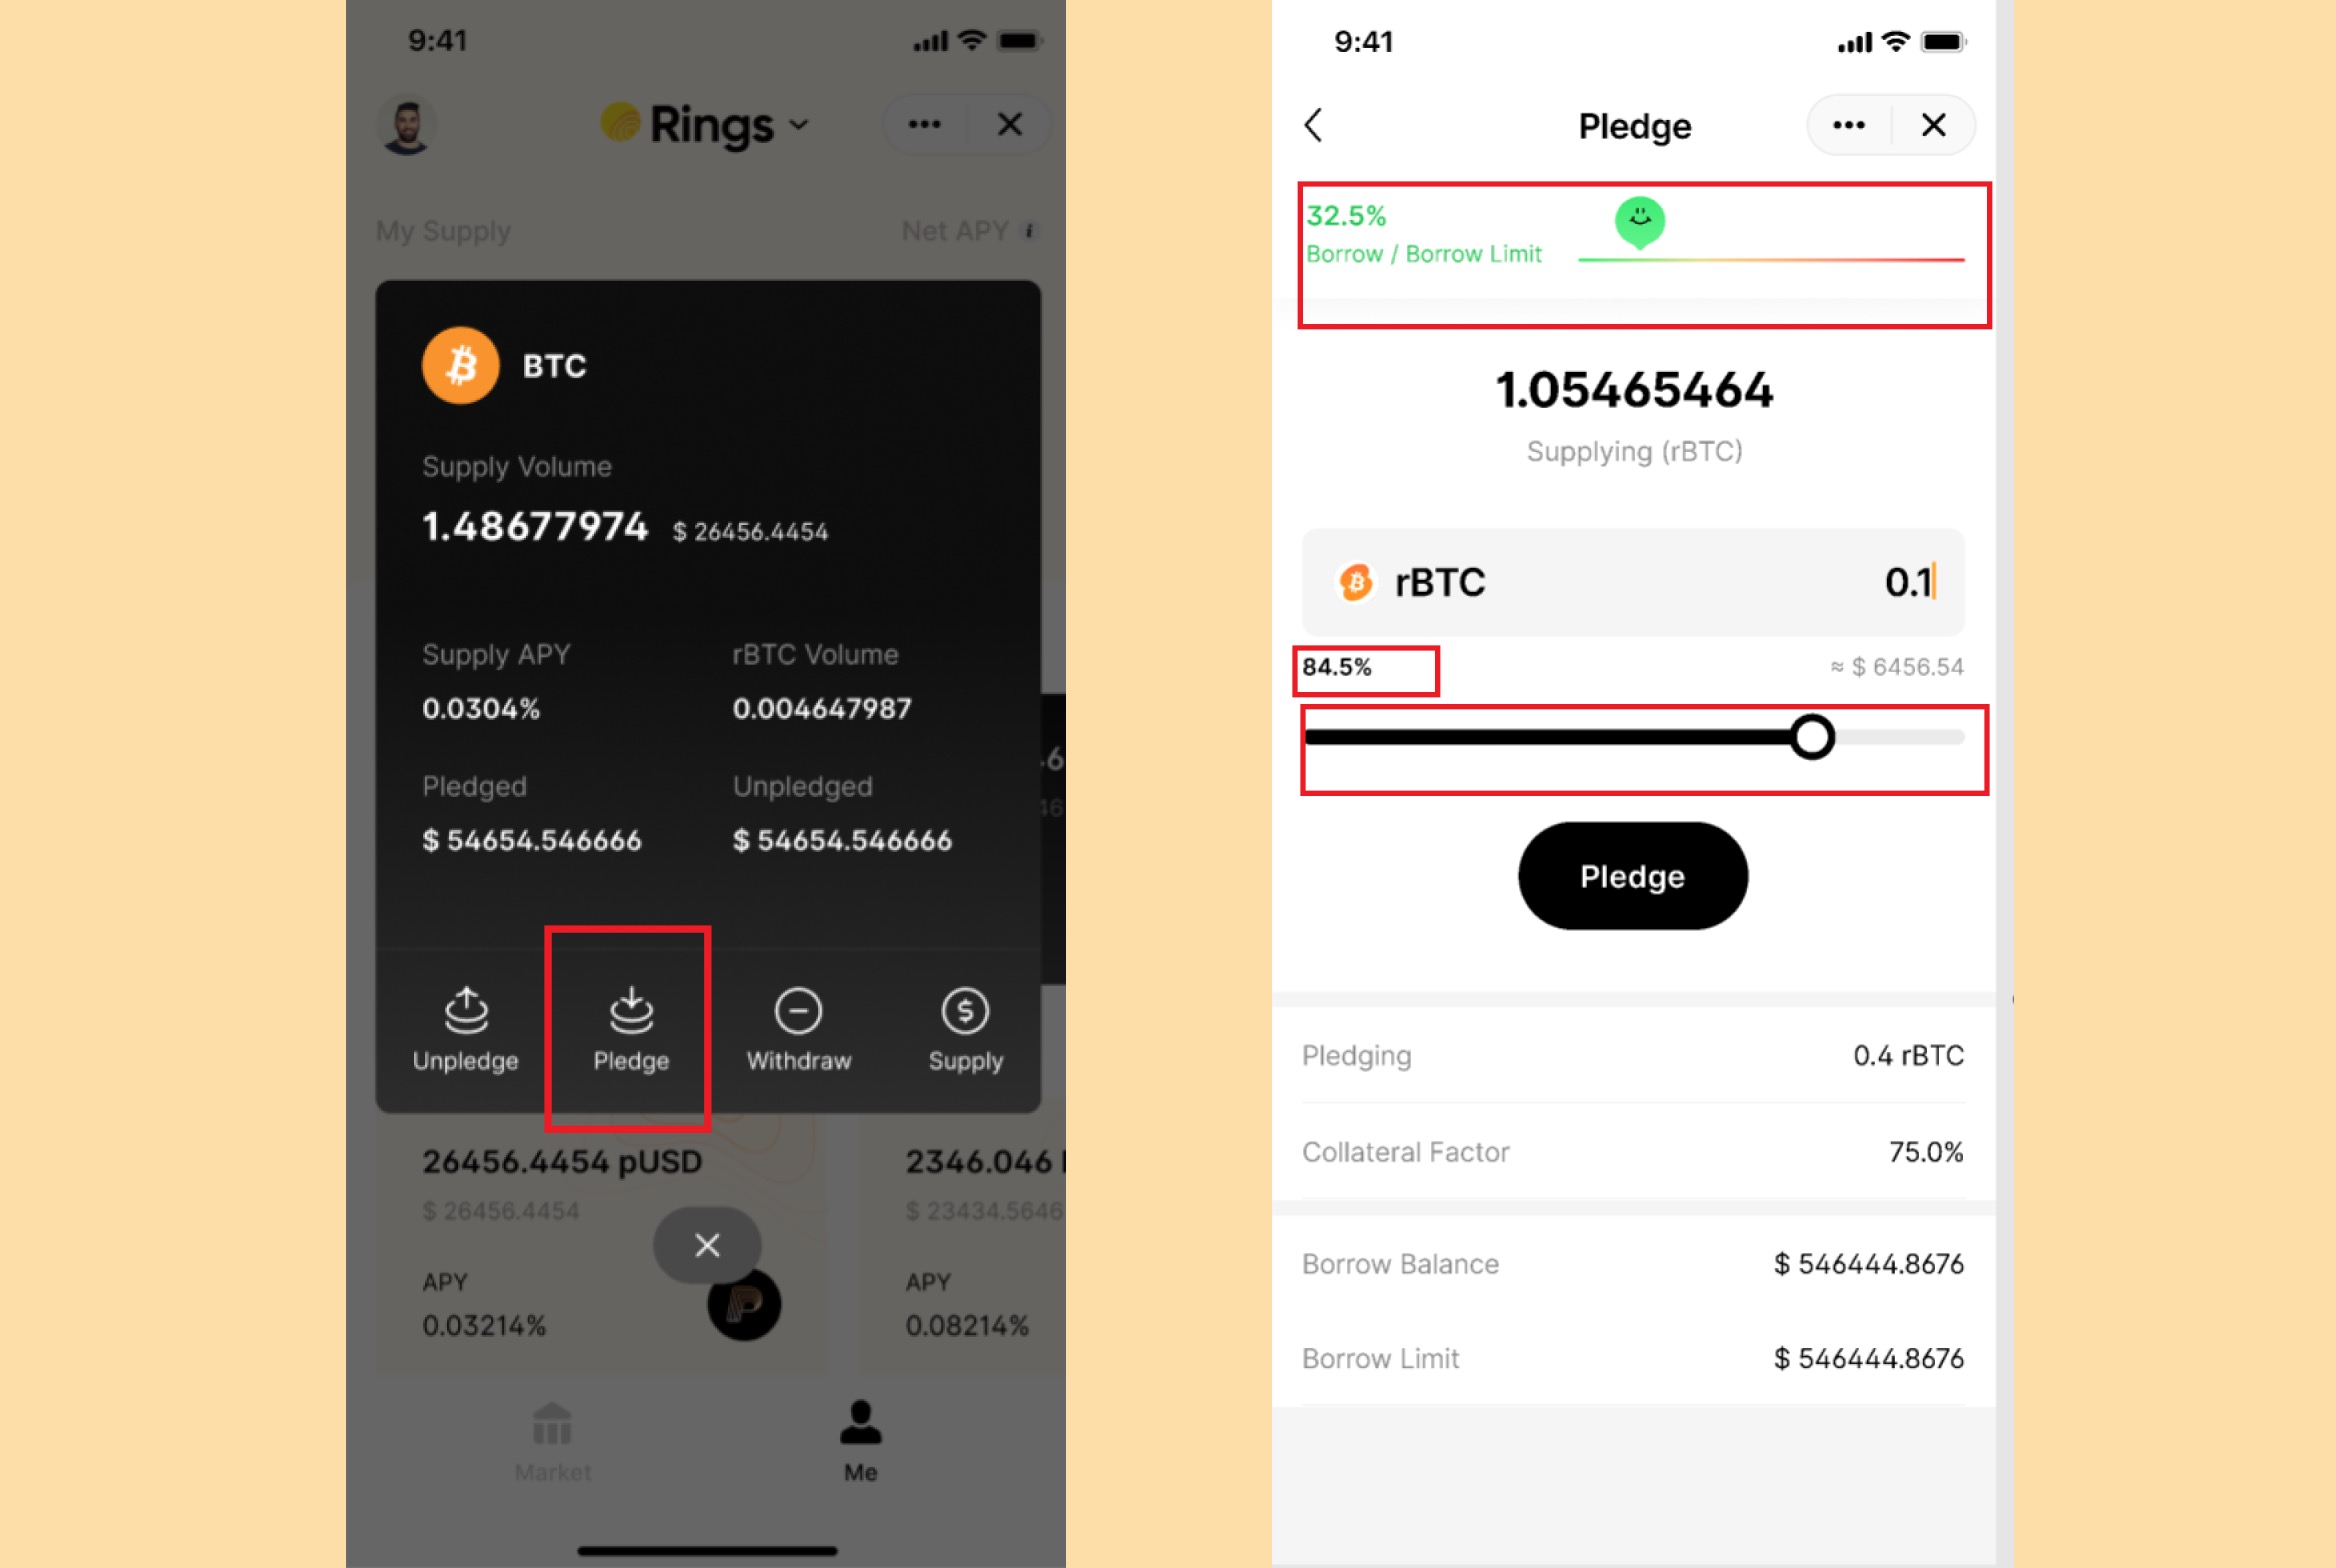 9:41
Rings
My Supply
Net APY i
BTC
Supply Volume
1.48677974 $ 26456.4454
Supply APY
rBTC Volume
0.0304%
0.004647987
Pledged
Unpledged
$ 54654.546666
$ 54654.546666
Unpledge
Pledge
Withdraw
Supply
26456.4454 pUSD
2346.046
$ 26456.4454
$ 23434.5646
APY
APY
0.03214%
0.08214%
Market
Me
9:41
Pledge
32.5%
Borrow / Borrow Limit
1.05465464
Supplying (rBTC)
rBTC
0.1
84.5%
≈ $ 6456.54
Pledge
Pledging
0.4 rBTC
Collateral Factor
75.0%
Borrow Balance
$ 546444.8676
Borrow Limit
$ 546444.8676